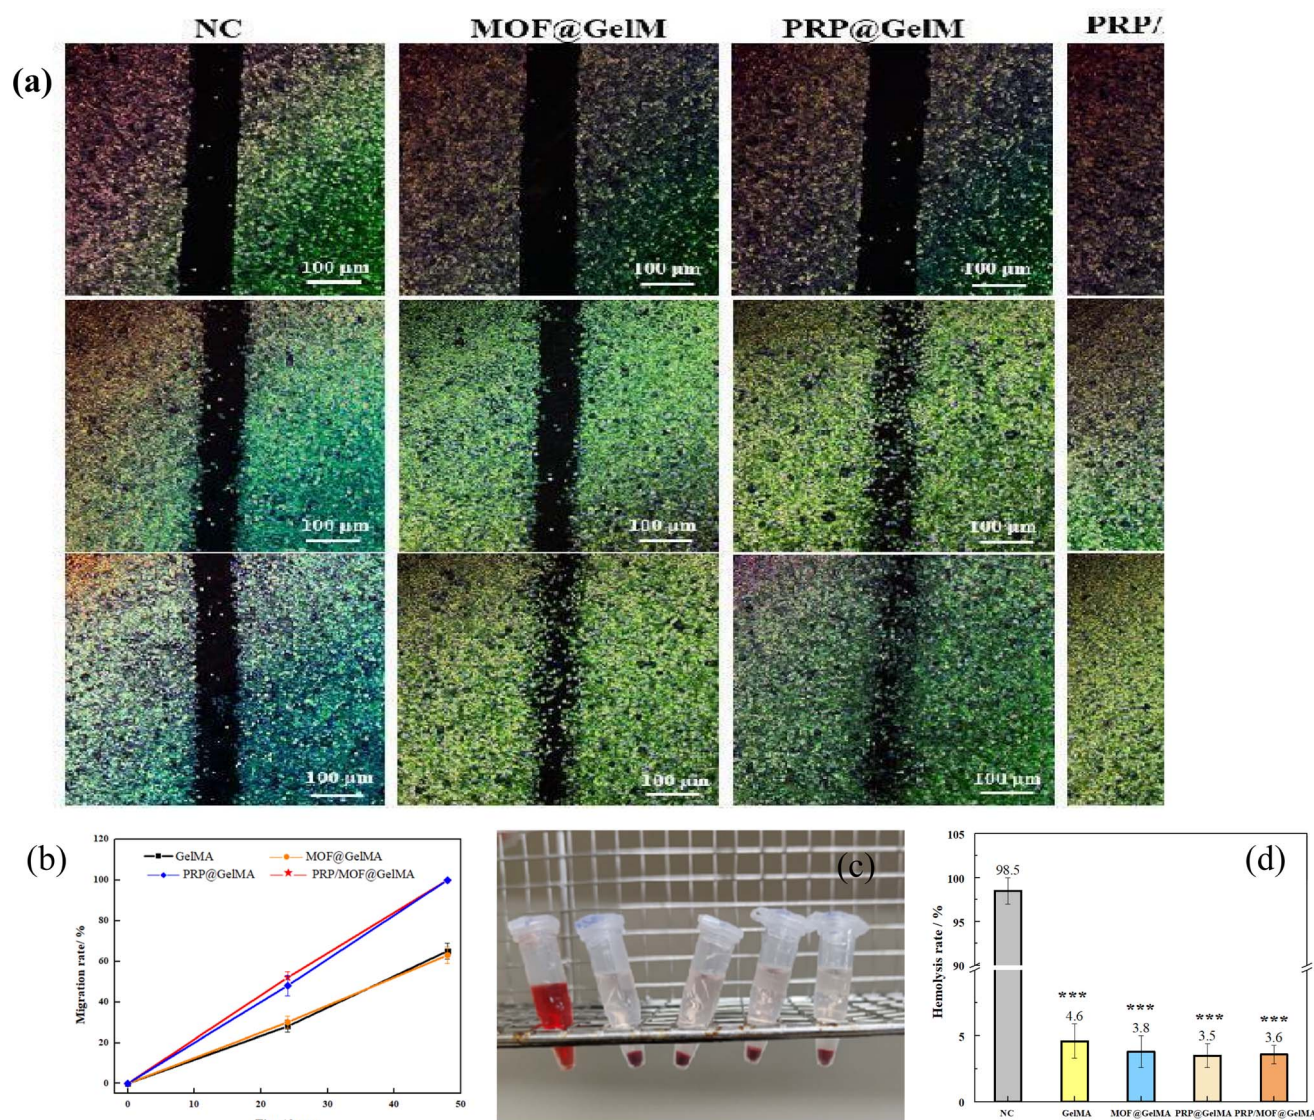 NC MOF@GelM PRP@GelM PRP/
(a)
100 μm 100 μm 100 μm
100 μm 100 μm 100 μm
100 μm 100 μm 100 μm
(b)
120
100
80
60
40
20
0
Migration rate/ %
GelMA MOF@GelMA
PRP@GelMA PRP/MOF@GelMA
0 10 20 30 40 50
(c)
(d)
105
100
95
90
5
0
Hemolysis rate / %
98.5
*** *** *** ***
4.6 3.8 3.5 3.6
NC GelMA MOF@GelMA PRP@GelMA PRP/MOF@GelMA